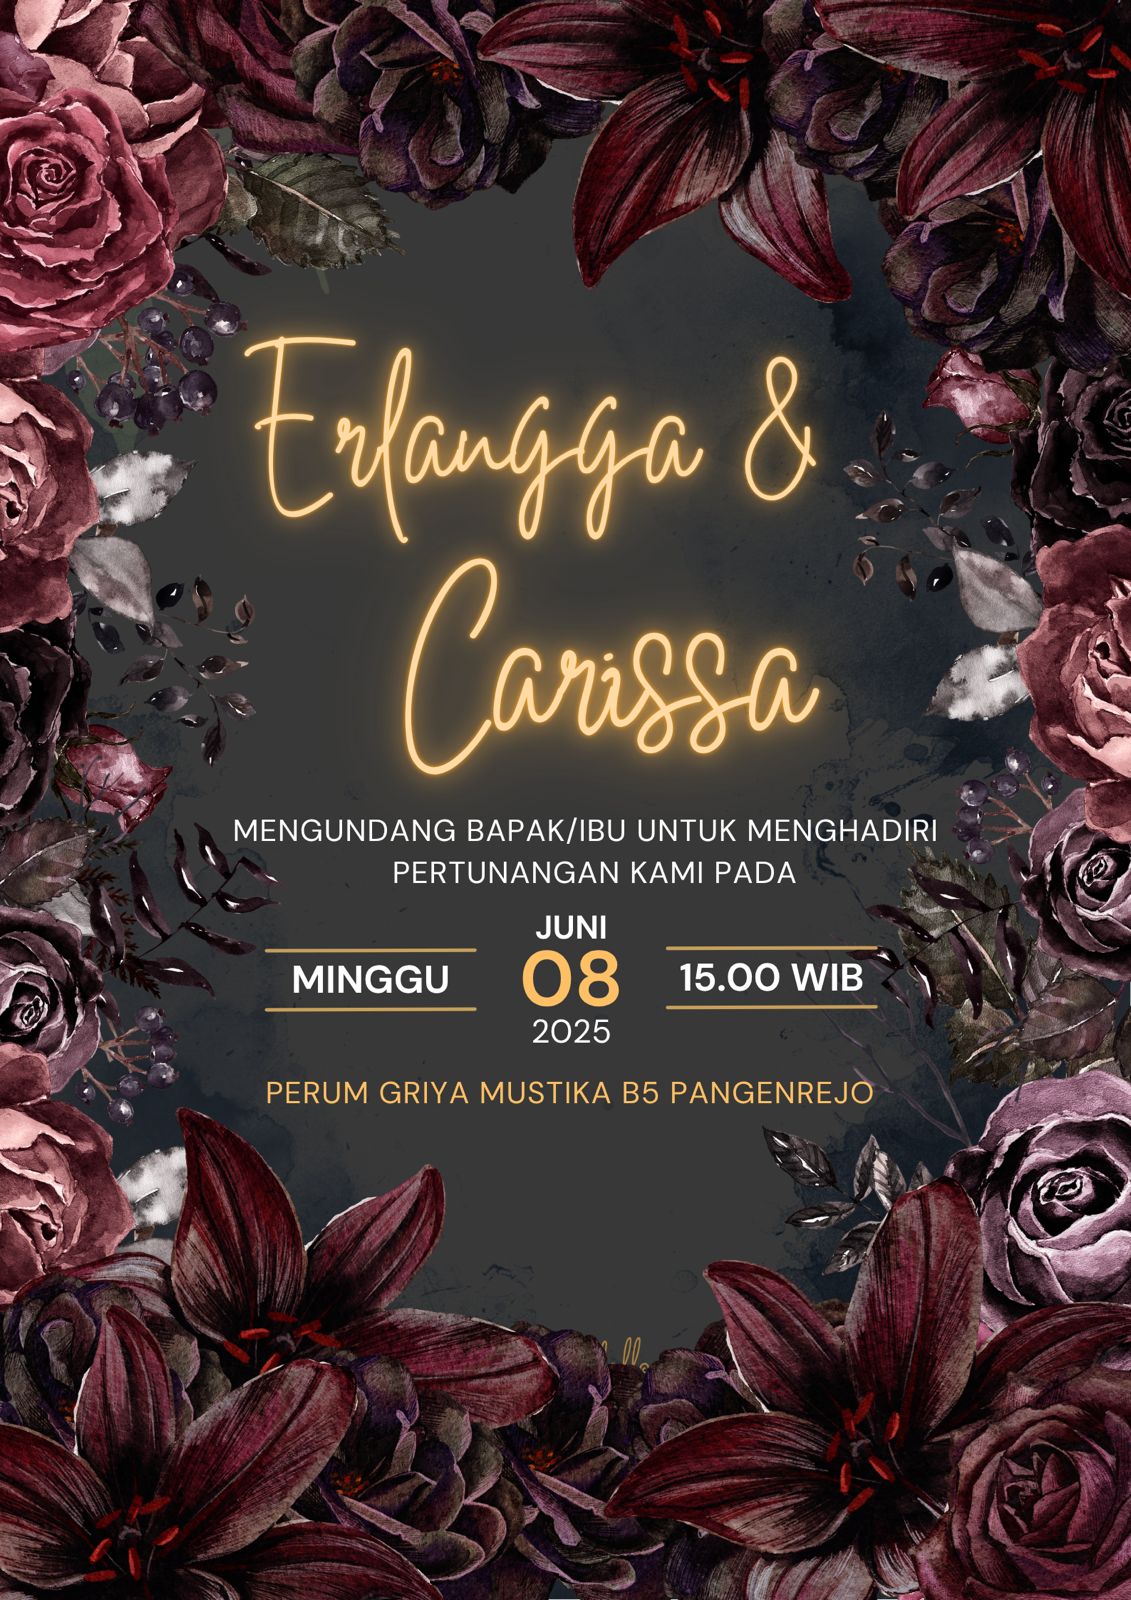 Erlangga &
Carissa
MENGUNDANG BAPAK/IBU UNTUK MENGHADIRI
PERTUNANGAN KAMI PADA
JUNI
MINGGU 08 15.00 WIB
2025
PERUM GRIYA MUSTIKA B5 PANGENREJO